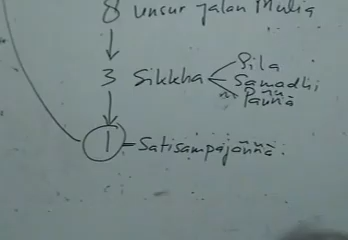 8 unsur Jalan Mulia
3 Sikkha
Sila
Samadhi
Pañña
1 = Satisampajañña.